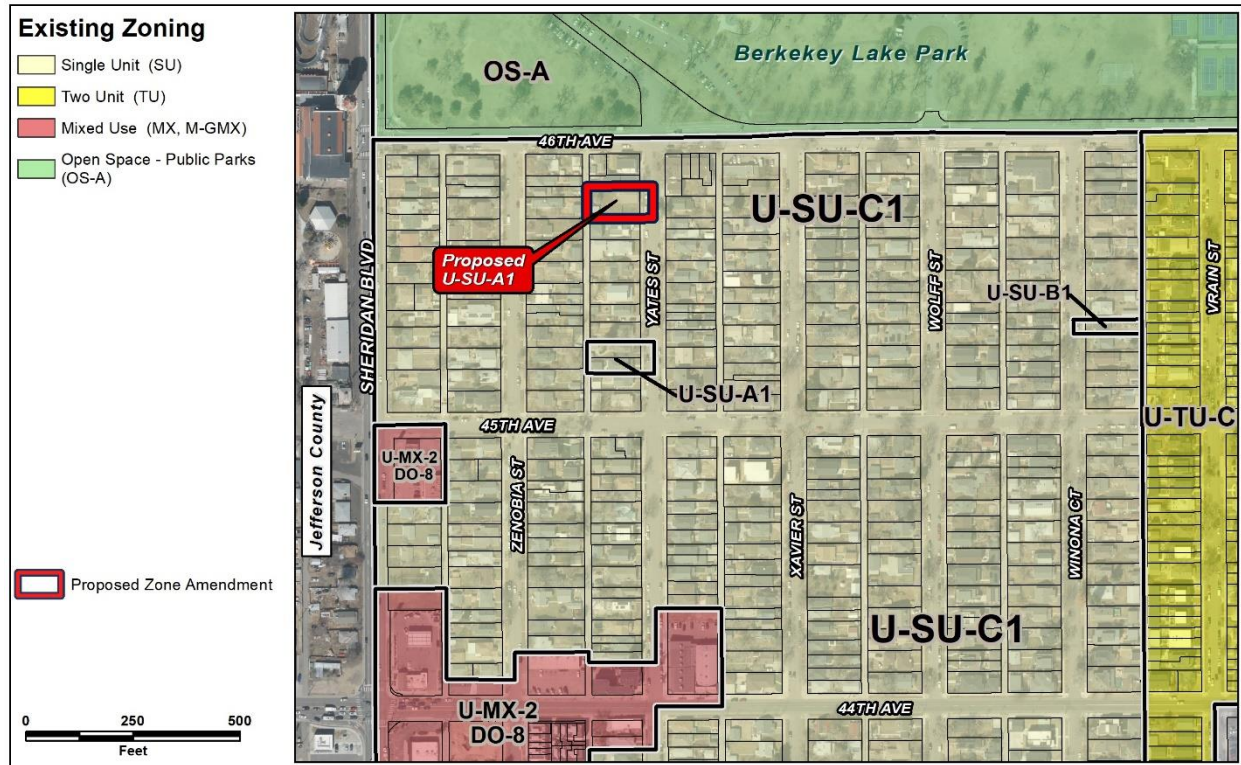 Existing Zoning
Single Unit (SU)
Two Unit (TU)
Mixed Use (MX, M-GMX)
Open Space - Public Parks
(OS-A)
Proposed Zone Amendment
0 250 500
Feet
Berkekey Lake Park
OS-A
46TH AVE
U-SU-C1
Proposed
U-SU-A1
SHERIDAN BLVD
YATES ST
WOLFF ST
VRAIN ST
U-SU-B1
U-SU-A1
Jefferson County
45TH AVE
U-TU-C
U-MX-2
DO-8
ZENOBIA ST
XAVIER ST
WINONA CT
U-SU-C1
U-MX-2
DO-8
44TH AVE